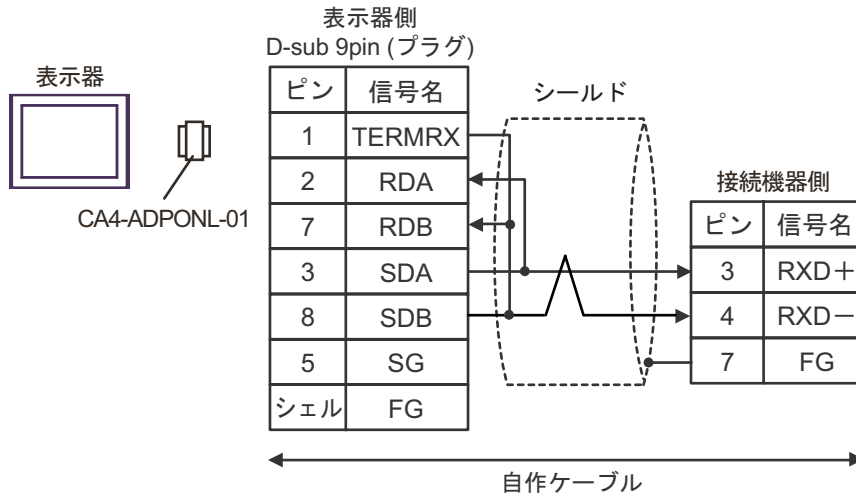 表示器側
D-sub 9pin (プラグ)
表示器
CA4-ADPONL-01
ピン 信号名
1 TERMRX
2 RDA
7 RDB
3 SDA
8 SDB
5 SG
シェル FG
シールド
接続機器側
ピン 信号名
3 RXD+
4 RXD-
7 FG
自作ケーブル